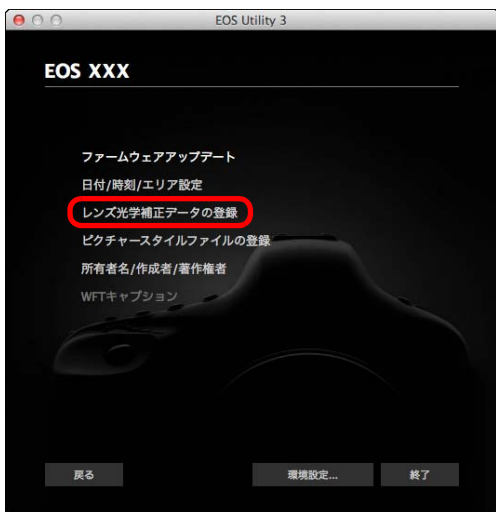 EOS Utility 3
EOS XXX
ファームウェアアップデート
日付/時刻/エリア設定
レンズ光学補正データの登録
ピクチャースタイルファイルの登録
所有者名/作成者/著作権者
WFTキャプション
戻る
環境設定...
終了